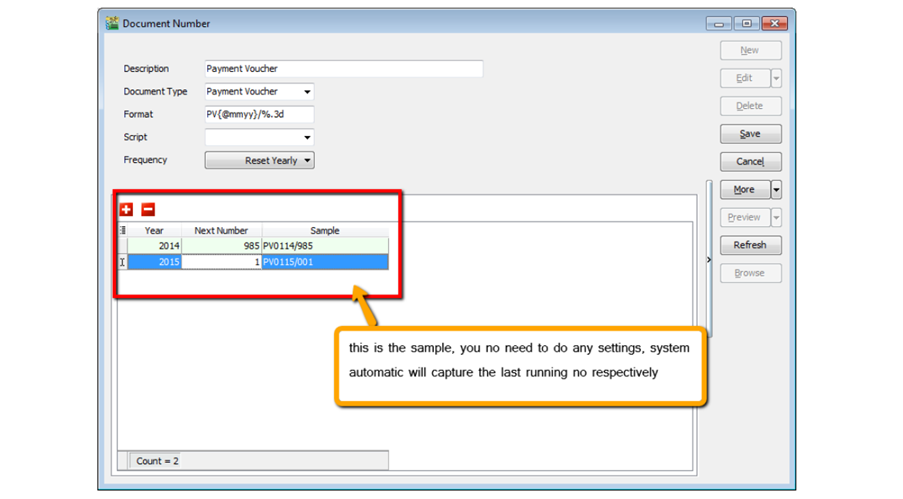 Document Number
New
Description Payment Voucher
Edit
Document Type Payment Voucher
Delete
Format PV{@mmyy}/%.3d
Script
Save
Frequency Reset Yearly
Cancel
More
Preview
Refresh
Browse
Year Next Number Sample
2014 985 PV0114/985
2015 1 PV0115/001
this is the sample, you no need to do any settings, system
automatic will capture the last running no respectively
Count = 2